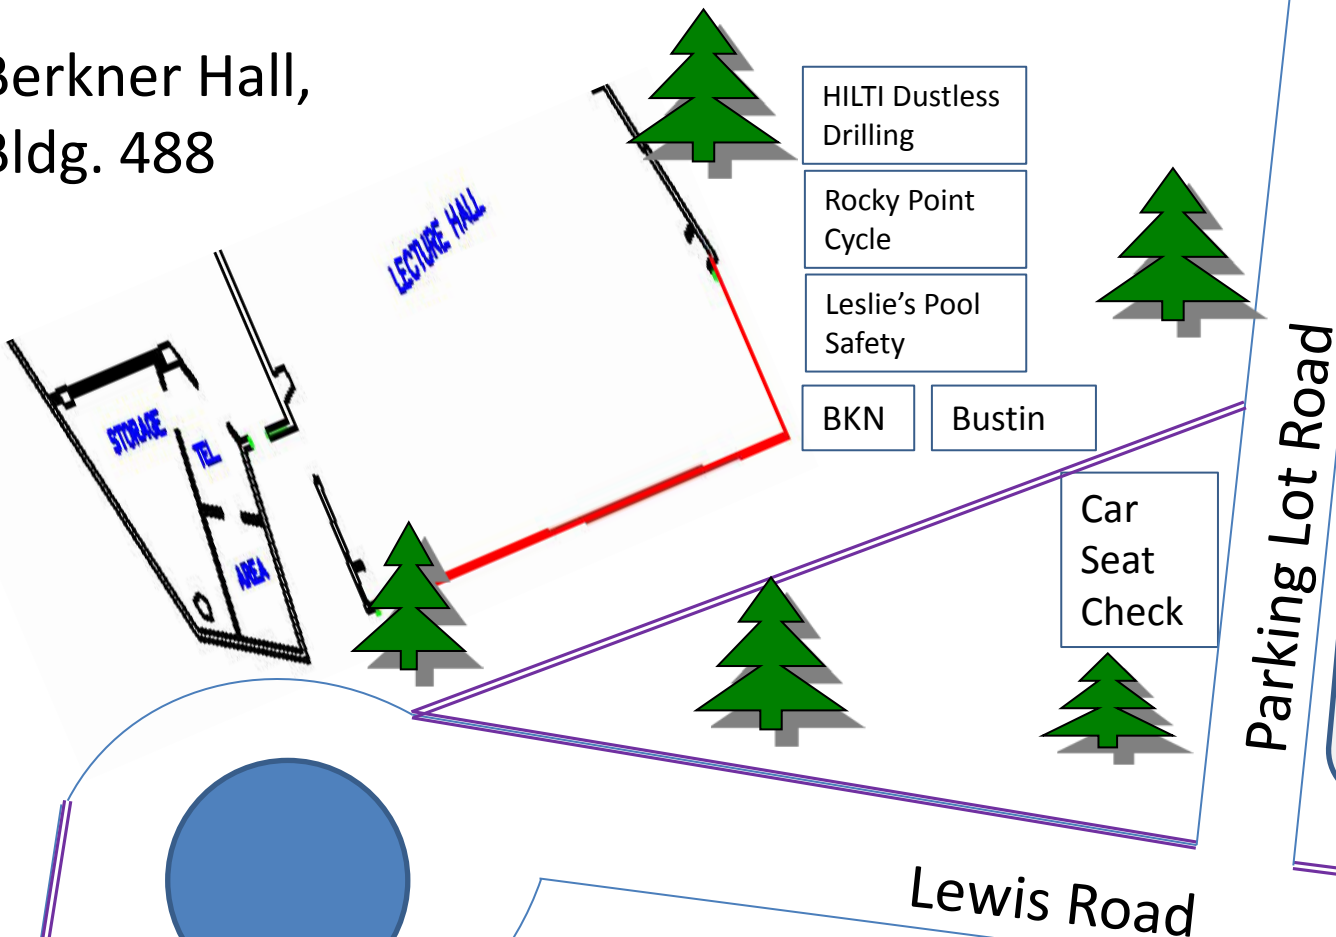 Berkner Hall,
Bldg. 488
HILTI Dustless
Drilling
Rocky Point
Cycle
LECTURE HALL
Leslie’s Pool
Safety
BKN
Bustin
STORAGE
TEL
AREA
Car
Seat
Check
Parking Lot Road
Lewis Road